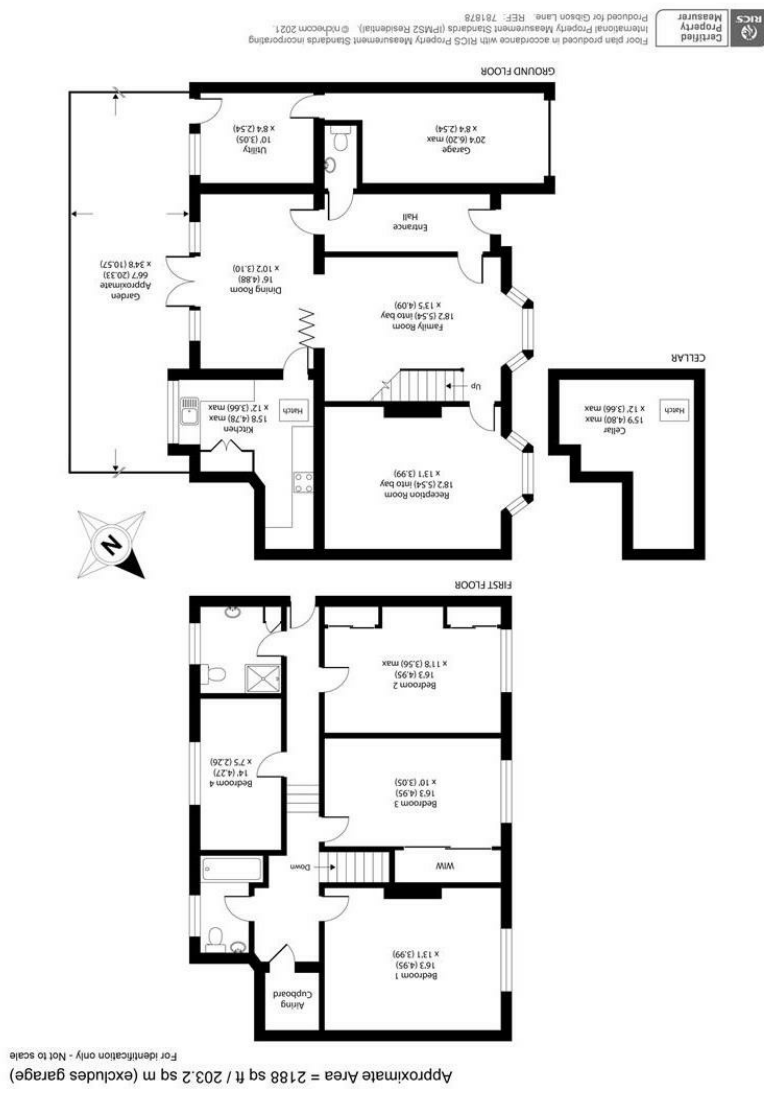 Approximate Area = 2188 sq ft / 203.2 sq m (excludes garage)
For identification only - Not to scale
Airing
Cupboard
Bedroom 1
16'3 (4.95)
x 13'1 (3.99)
Down
W/W
Bedroom 3
16'3 (4.95)
x 10' (3.05)
Bedroom 4
14' (4.27)
x 7'5 (2.26)
Bedroom 2
16'3 (4.95)
x 11'8 (3.56) max
FIRST FLOOR
N
Reception Room
18'2 (5.54) into bay
x 13'1 (3.99)
Kitchen
15'8 (4.78) max
x 12' (3.66) max
Hatch
Cellar
15'9 (4.80) max
x 12' (3.66) max
Hatch
CELLAR
Up
Family Room
18'2 (5.54) into bay
x 13'5 (4.09)
Dining Room
16' (4.88)
x 10'2 (3.10)
Garden
Approximate
66'7 (20.33)
x 34'8 (10.57)
Entrance
Hall
Garage
20'4 (6.20) max
x 8'4 (2.54)
Utility
10' (3.05)
x 8'4 (2.54)
GROUND FLOOR
Certified
Property
Measurer
RICS
Floor plan produced in accordance with RICS Property Measurement Standards incorporating
International Property Measurement Standards (IPMS2 Residential). © nichecom 2021.
Produced for Gibson Lane. REF: 781878